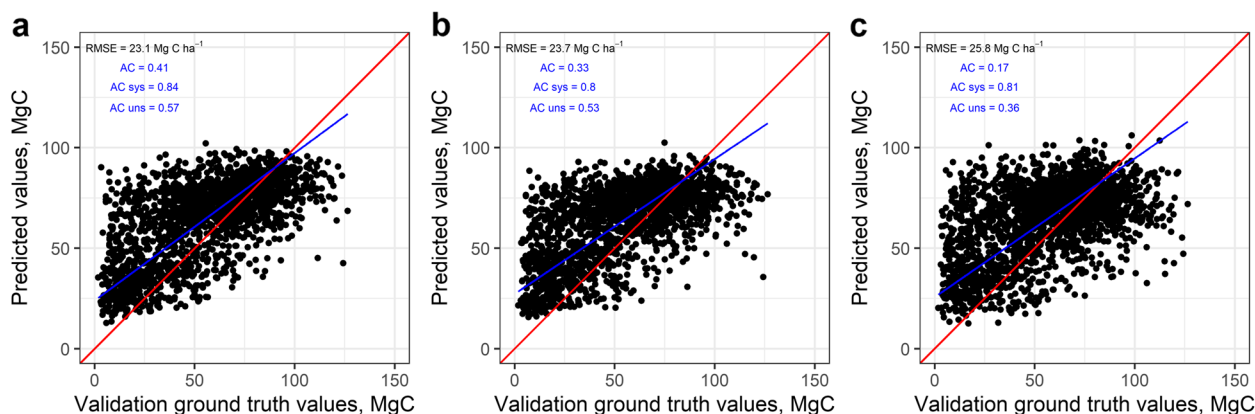 a
RMSE = 23.1 Mg C ha⁻¹
AC = 0.41
AC sys = 0.84
AC uns = 0.57
150
100
50
0
Predicted values, MgC
0 50 100 150
Validation ground truth values, MgC
b
RMSE = 23.7 Mg C ha⁻¹
AC = 0.33
AC sys = 0.8
AC uns = 0.53
150
100
50
0
Predicted values, MgC
0 50 100 150
Validation ground truth values, MgC
c
RMSE = 25.8 Mg C ha⁻¹
AC = 0.17
AC sys = 0.81
AC uns = 0.36
150
100
50
0
Predicted values, MgC
0 50 100 150
Validation ground truth values, MgC